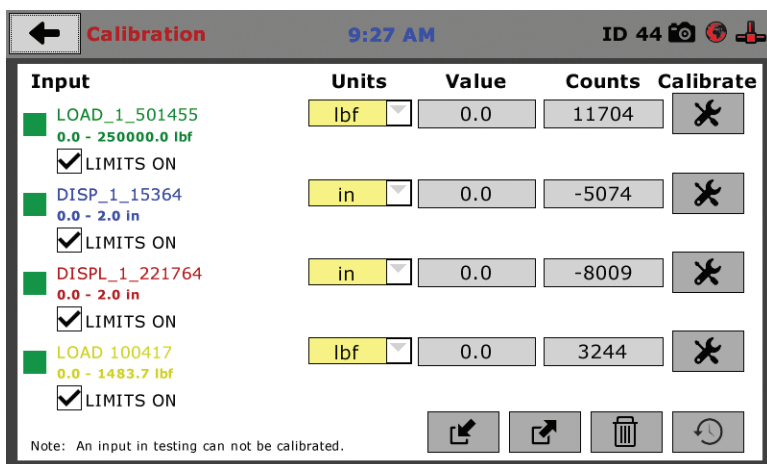 Calibration 9:27 AM ID 44
Input Units Value Counts Calibrate
LOAD_1_501455 lbf 0.0 11704
0.0 - 250000.0 lbf
LIMITS ON
DISP_1_15364 in 0.0 -5074
0.0 - 2.0 in
LIMITS ON
DISPL_1_221764 in 0.0 -8009
0.0 - 2.0 in
LIMITS ON
LOAD 100417 lbf 0.0 3244
0.0 - 1483.7 lbf
LIMITS ON
Note: An input in testing can not be calibrated.